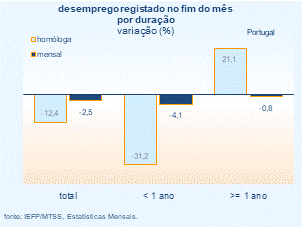 desemprego registado no fim do mês
por duração
variação (%)
homóloga
Portugal
mensal
21,1
-12,4
-2,5
-31,2
-4,1
-0,8
total
< 1 ano
>= 1 ano
fonte: IEFP/MTSS, Estatísticas Mensais.